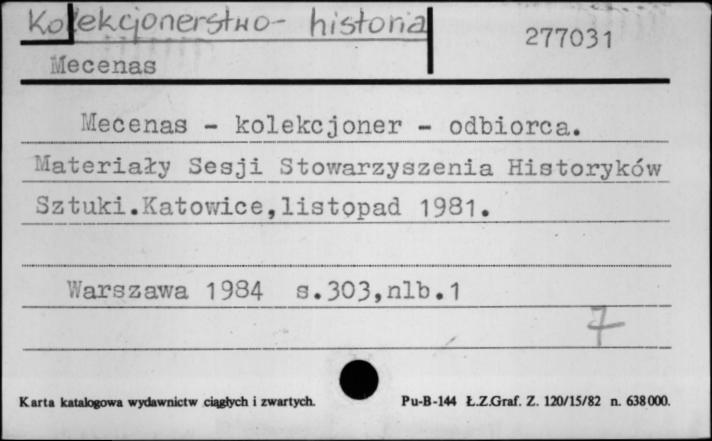 Kolekcjonerstwo - historia
277031
Mecenas
Mecenas - kolekcjoner - odbiorca.
Materiały Sesji Stowarzyszenia Historyków
Sztuki.Katowice,listopad 1981.
Warszawa 1984 s.303,nlb.1
7
Karta katalogowa wydawnictw ciągłych i zwartych. Pu-B-144 Ł.Z.Graf. Z. 120/15/82 n. 638000.